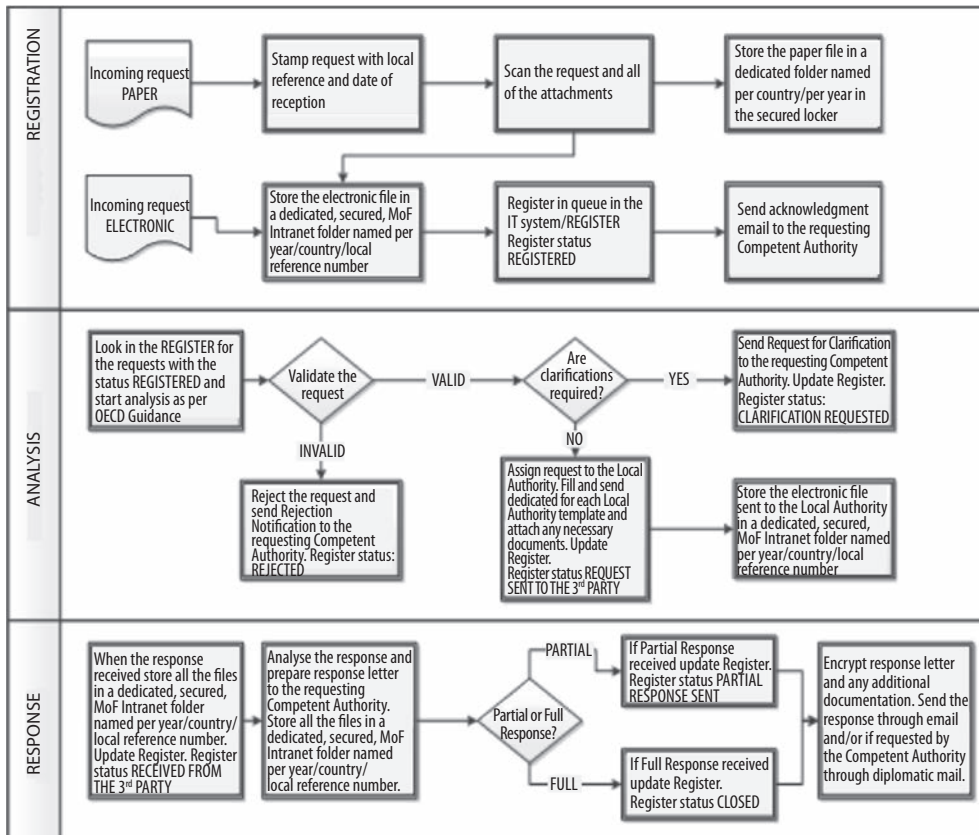 REGISTRATION
Incoming request
PAPER
Stamp request with local
reference and date of
reception
Scan the request and all
of the attachments
Store the paper file in a
dedicated folder named
per country/per year in
the secured locker
Incoming request
ELECTRONIC
Store the electronic file in
a dedicated, secured, MoF
Intranet folder named per
year/country/local
reference number
Register in queue in the
IT system/REGISTER
Register status
REGISTERED
Send acknowledgment
email to the requesting
Competent Authority
ANALYSIS
Look in the REGISTER for
the requests with the
status REGISTERED and
start analysis as per
OECD Guidance
Validate the
request
VALID
Are
clarifications
required?
YES
Send Request for Clarification
to the requesting Competent
Authority. Update Register.
Register status:
CLARIFICATION REQUESTED
INVALID
NO
Reject the request and
send Rejection
Notification to the
requesting Competent
Authority. Register status:
REJECTED
Assign request to the Local
Authority. Fill and send
dedicated for each Local
Authority template and
attach any necessary
documents. Update
Register.
Register status REQUEST
SENT TO THE 3rd PARTY
Store the electronic file
sent to the Local Authority
in a dedicated, secured,
MoF Intranet folder named
per year/country/local
reference number
RESPONSE
When the response
received store all the files
in a dedicated, secured,
MoF Intranet folder
named per year/country/
local reference number.
Update Register. Register
status RECEIVED FROM
THE 3rd PARTY
Analyse the response and
prepare response letter
to the requesting
Competent Authority.
Store all the files in a
dedicated, secured, MoF
Intranet folder named
per year/country/
local reference number.
Partial or Full
Response?
PARTIAL
If Partial Response
received update Register.
Register status PARTIAL
RESPONSE SENT
FULL
If Full Response received
update Register.
Register status CLOSED
Encrypt response letter
and any additional
documentation. Send the
response through email
and/or if requested by
the Competent Authority
through diplomatic mail.